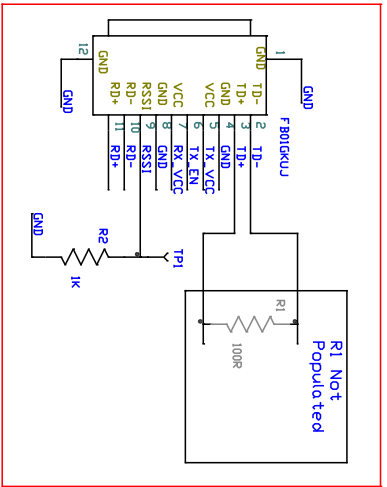 R1 Not
Populated
GND
FB01GKUJ
1
R1
100R
GND
TD- 2 TD-
TD+ 3 TD+
GND 4 GND
VCC 5 TX_VCC
6 TX_EN
VCC 7 RX_VCC
GND 8 GND
RSSI 9 RSSI
RD- 10 RD-
RD+ 11 RD+
GND
12
TP1
GND
R2
1K
GND